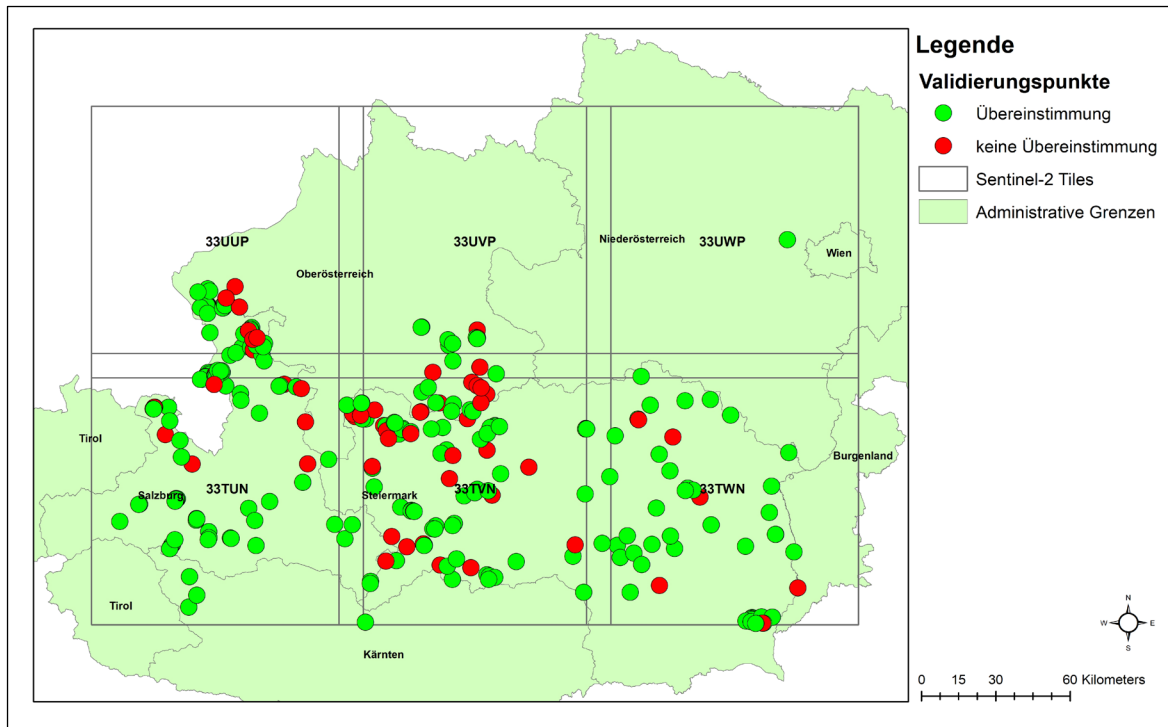 Legende
Validierungspunkte
Übereinstimmung
keine Übereinstimmung
Sentinel-2 Tiles
Administrative Grenzen
33UUP
33UVP
Niederösterreich
33UWP
Wien
Oberösterreich
Tirol
Burgenland
Salzburg
33TUN
Steiermark
33TVN
33TWN
Tirol
Kärnten
N
W
E
S
0 15 30 60 Kilometers